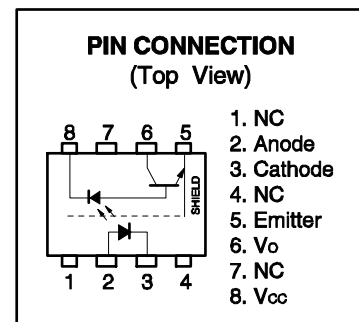 PIN CONNECTION
(Top View)
8 7 6 5
SHIELD
1 2 3 4
1. NC
2. Anode
3. Cathode
4. NC
5. Emitter
6. Vo
7. NC
8. Vcc